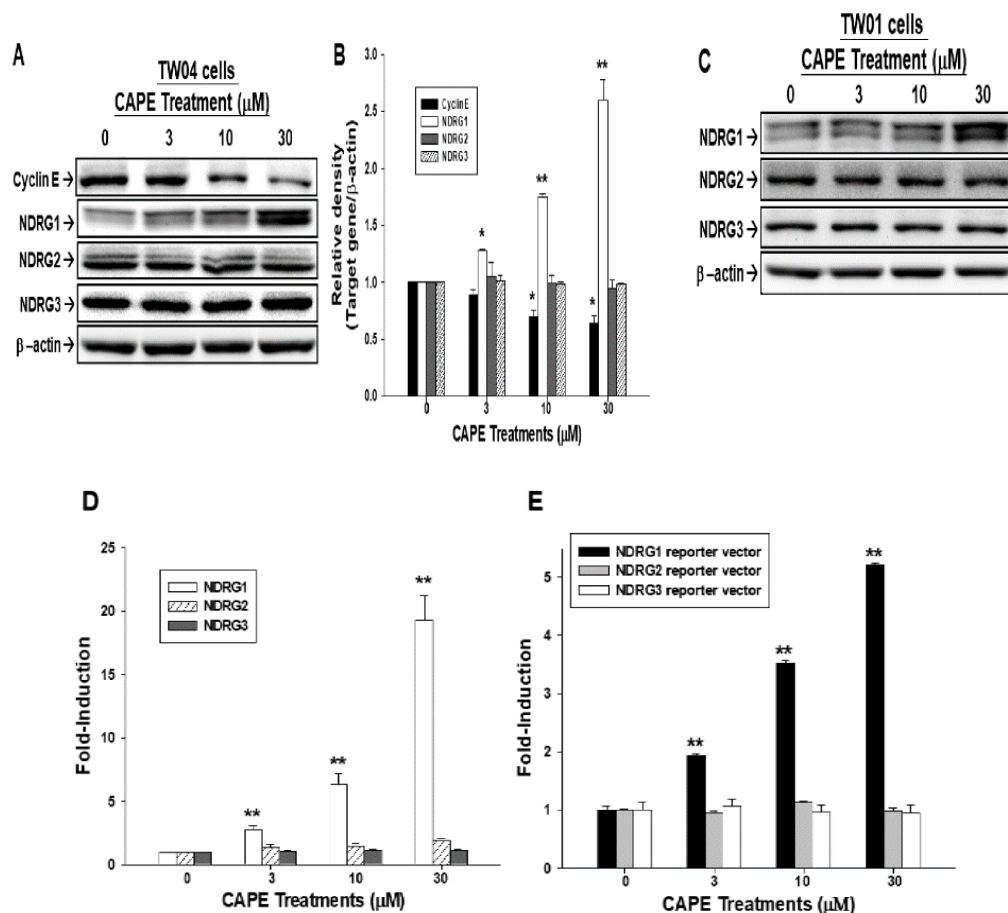 A
TW04 cells
CAPE Treatment (μM)
0 3 10 30
Cyclin E →
NDRG1 →
NDRG2 →
NDRG3 →
β –actin →
B
3.0
2.5
2.0
1.5
1.0
0.5
0.0
Relative density
(Target gene/β-actin)
Cyclin E
NDRG1
NDRG2
NDRG3
*
**
*
**
*
0 3 10 30
CAPE Treatments (μM)
C
TW01 cells
CAPE Treatment (μM)
0 3 10 30
NDRG1 →
NDRG2 →
NDRG3 →
β –actin →
D
25
20
15
10
5
0
Fold-Induction
NDRG1
NDRG2
NDRG3
**
**
**
0 3 10 30
CAPE Treatments (μM)
E
5
4
3
2
1
0
Fold-Induction
NDRG1 reporter vector
NDRG2 reporter vector
NDRG3 reporter vector
**
**
**
0 3 10 30
CAPE Treatments (μM)